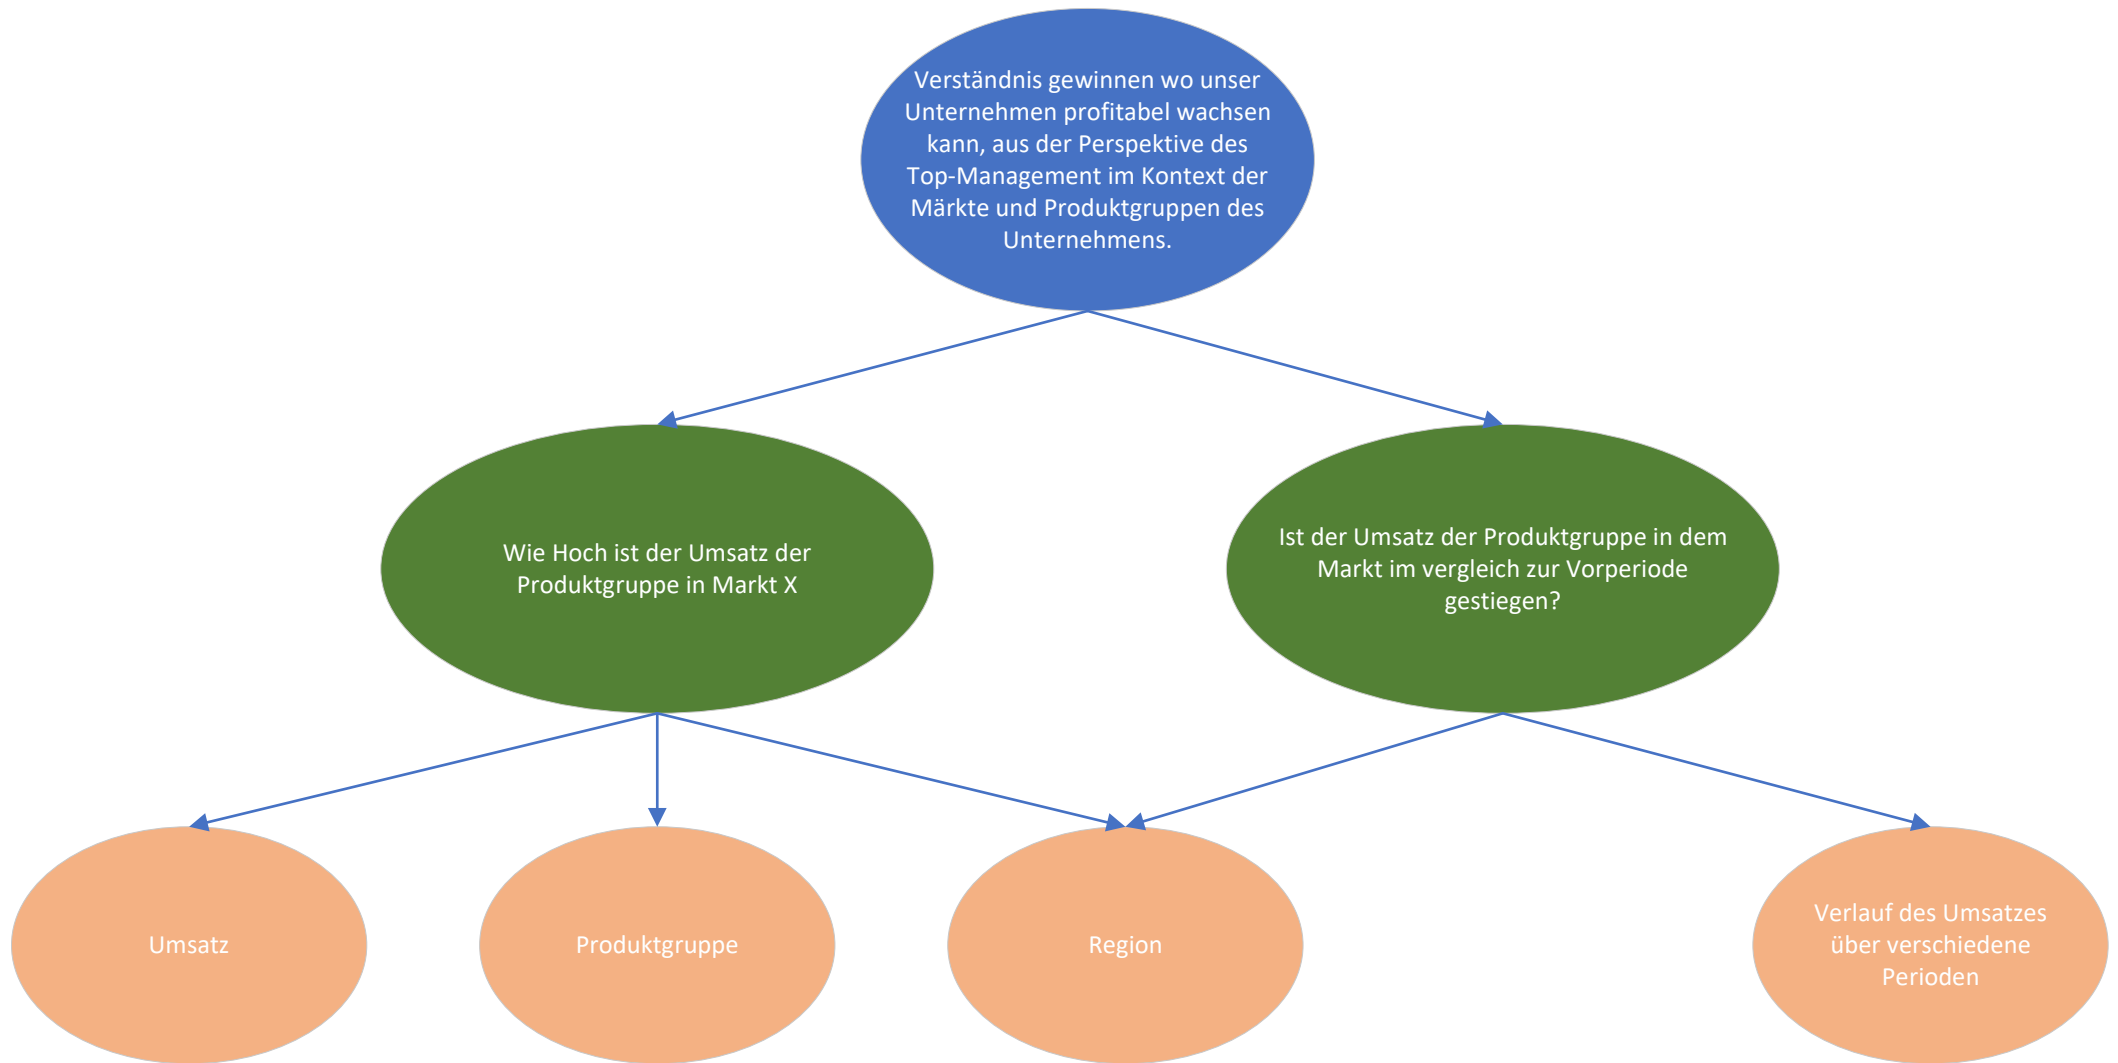 Verständnis gewinnen wo unser
Unternehmen profitabel wachsen
kann, aus der Perspektive des
Top-Management im Kontext der
Märkte und Produktgruppen des
Unternehmens.
Wie Hoch ist der Umsatz der
Produktgruppe in Markt X
Ist der Umsatz der Produktgruppe in dem
Markt im vergleich zur Vorperiode
gestiegen?
Umsatz
Produktgruppe
Region
Verlauf des Umsatzes
über verschiedene
Perioden